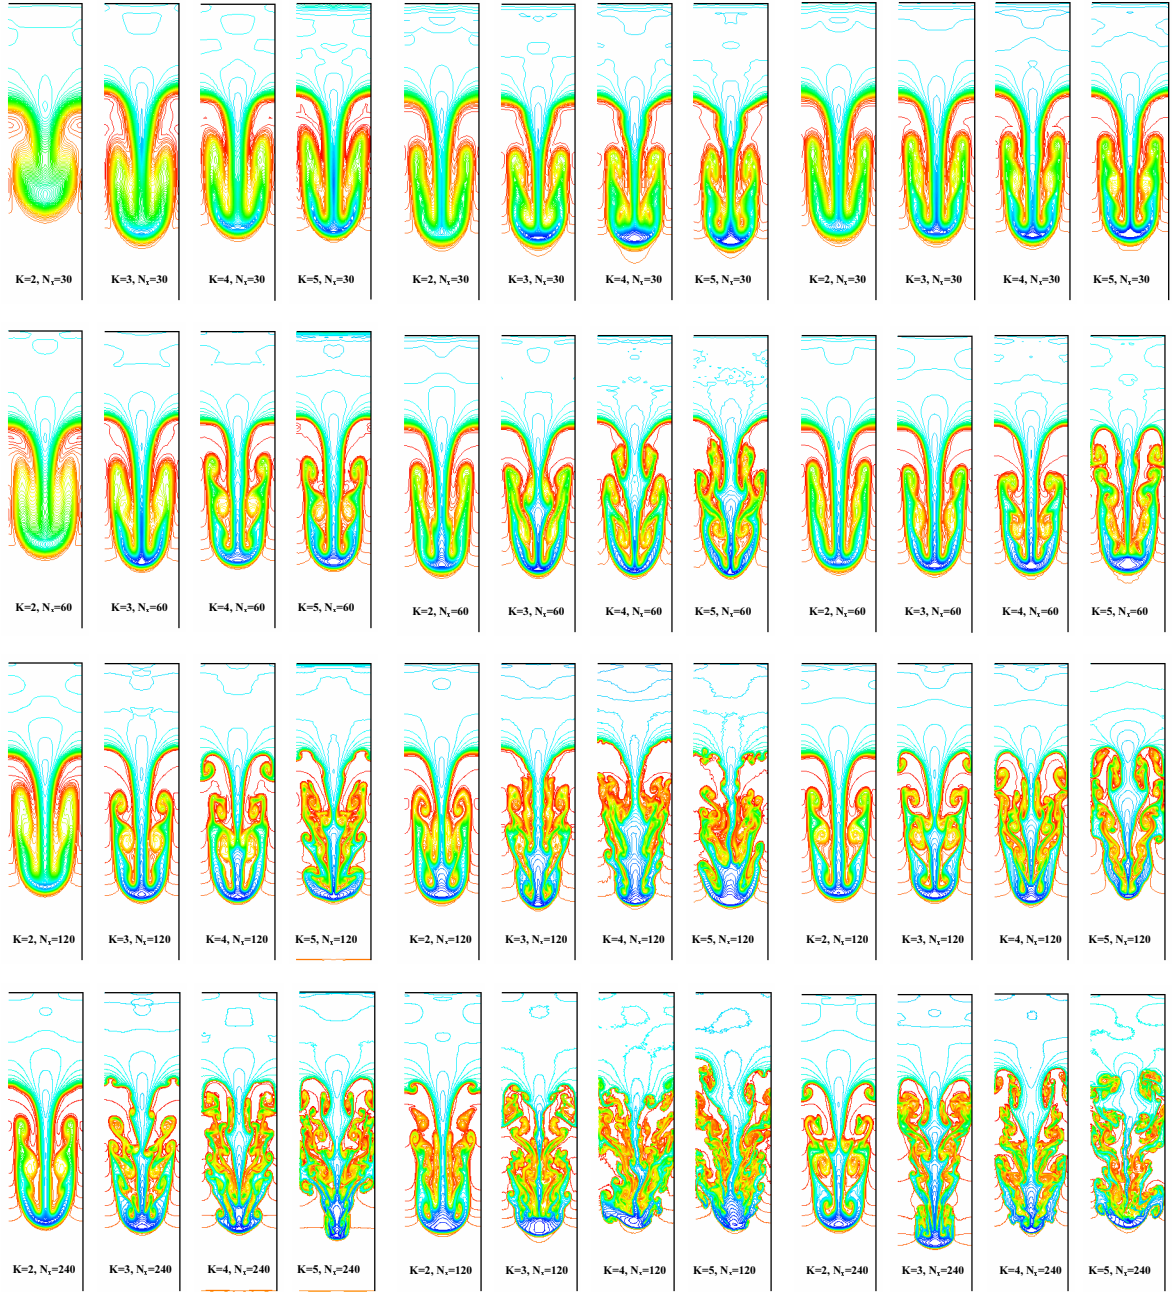 K=2, Nx=30 K=3, Nx=30 K=4, Nx=30 K=5, Nx=30 K=2, Nx=30 K=3, Nx=30 K=4, Nx=30 K=5, Nx=30 K=2, Nx=30 K=3, Nx=30 K=4, Nx=30 K=5, Nx=30
K=2, Nx=60 K=3, Nx=60 K=4, Nx=60 K=5, Nx=60 K=2, Nx=60 K=3, Nx=60 K=4, Nx=60 K=5, Nx=60 K=2, Nx=60 K=3, Nx=60 K=4, Nx=60 K=5, Nx=60
K=2, Nx=120 K=3, Nx=120 K=4, Nx=120 K=5, Nx=120 K=2, Nx=120 K=3, Nx=120 K=4, Nx=120 K=5, Nx=120 K=2, Nx=120 K=3, Nx=120 K=4, Nx=120 K=5, Nx=120
K=2, Nx=240 K=3, Nx=240 K=4, Nx=240 K=5, Nx=240 K=2, Nx=120 K=3, Nx=120 K=4, Nx=120 K=5, Nx=120 K=2, Nx=240 K=3, Nx=240 K=4, Nx=240 K=5, Nx=240